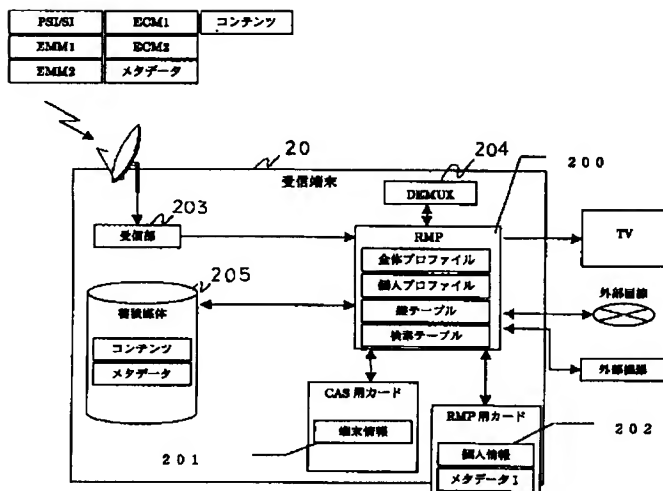 PSI/SI ECM1 コンテンツ
EMM1 ECM2
EMM2 メタデータ
20
204
200
受信端末
203
DEMUX
受信部
RMP
TV
全体プロファイル
個人プロファイル
鍵テーブル
検索テーブル
205
蓄積媒体
コンテンツ
メタデータ
外部回線
外部機器
CAS用カード
端末情報
RMP用カード
個人情報
メタデータ I
201
202